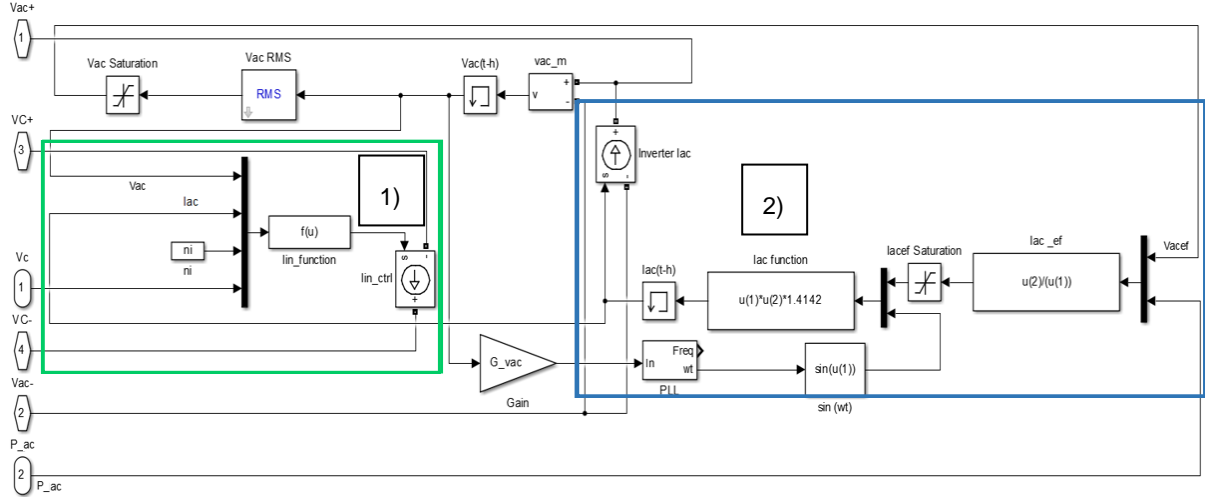 Vac+
1
Vac Saturation
Vac RMS
RMS
Vac(t-h)
vac_m
v
+
-
VC+
3
Vac
Iac
ni
ni
f(u)
Iin_function
1)
Iin_ctrl
s
-
+
Vc
1
VC-
4
Vac-
2
P_ac
2
P_ac
G_vac
Gain
+
s
-
Inverter Iac
2)
Iac(t-h)
Iac function
u(1)*u(2)*1.4142
Iacef Saturation
Iac _ef
u(2)/(u(1))
Vacef
In
Freq
wt
PLL
sin(u(1))
sin (wt)